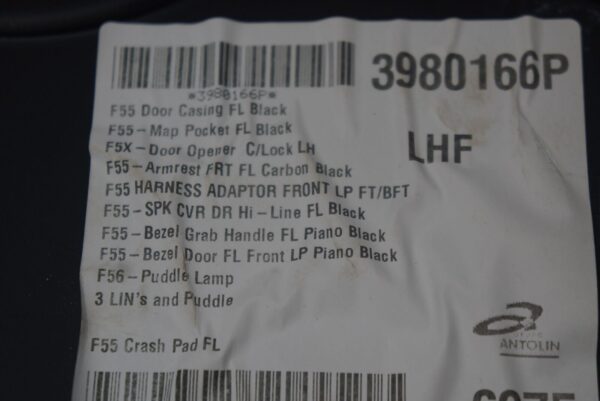 3980166P
*3980166P*
F55 Door Casing FL Black
F55-Map Pocket FL Black
F5X-Door Opener C/Lock LH
LHF
F55-Armrest FRT FL Carbon Black
F55 HARNESS ADAPTOR FRONT LP FT/BFT
F55-SPK CVR DR Hi-Line FL Black
F55-Bezel Grab Handle FL Piano Black
F55-Bezel Door FL Front LP Piano Black
F56-Puddle Lamp
3 LIN's and Puddle
ANTOLIN
F55 Crash Pad FL